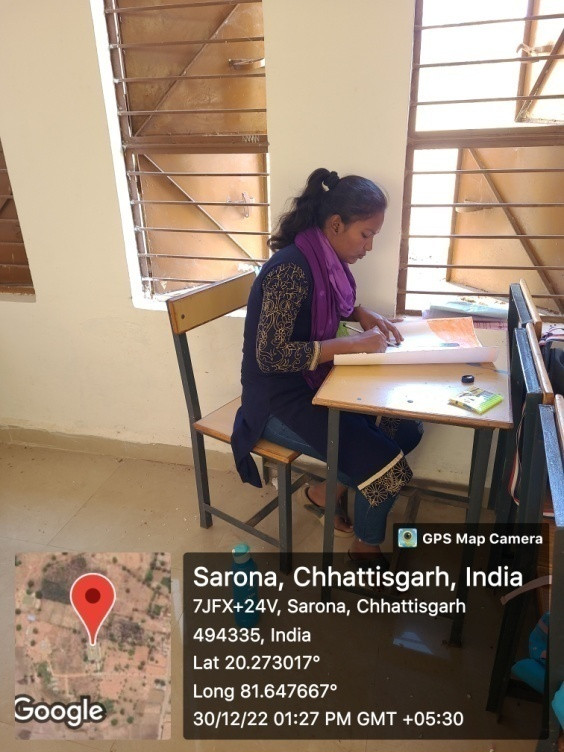 GPS Map Camera
Sarona, Chhattisgarh, India
7JFX+24V, Sarona, Chhattisgarh
494335, India
Lat 20.273017°
Long 81.647667°
30/12/22 01:27 PM GMT +05:30
Google